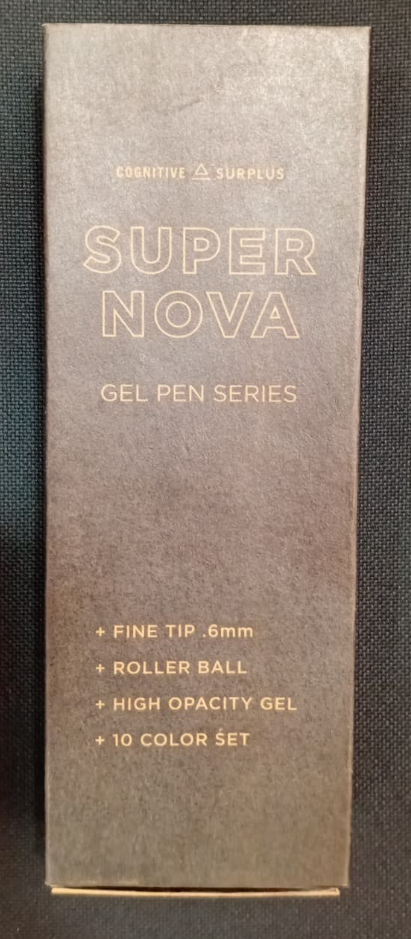 COGNITIVE SURPLUS
SUPER
NOVA
GEL PEN SERIES
+ FINE TIP .6mm
+ ROLLER BALL
+ HIGH OPACITY GEL
+ 10 COLOR SET